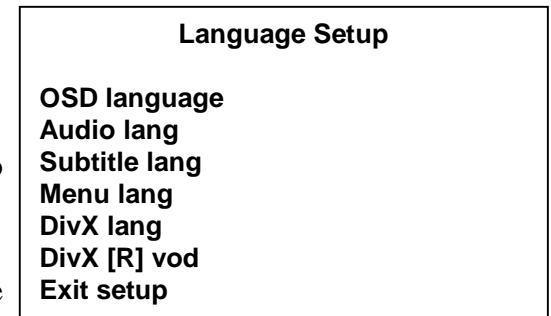 Language Setup
OSD language
Audio lang
Subtitle lang
Menu lang
DivX lang
DivX [R] vod
Exit setup